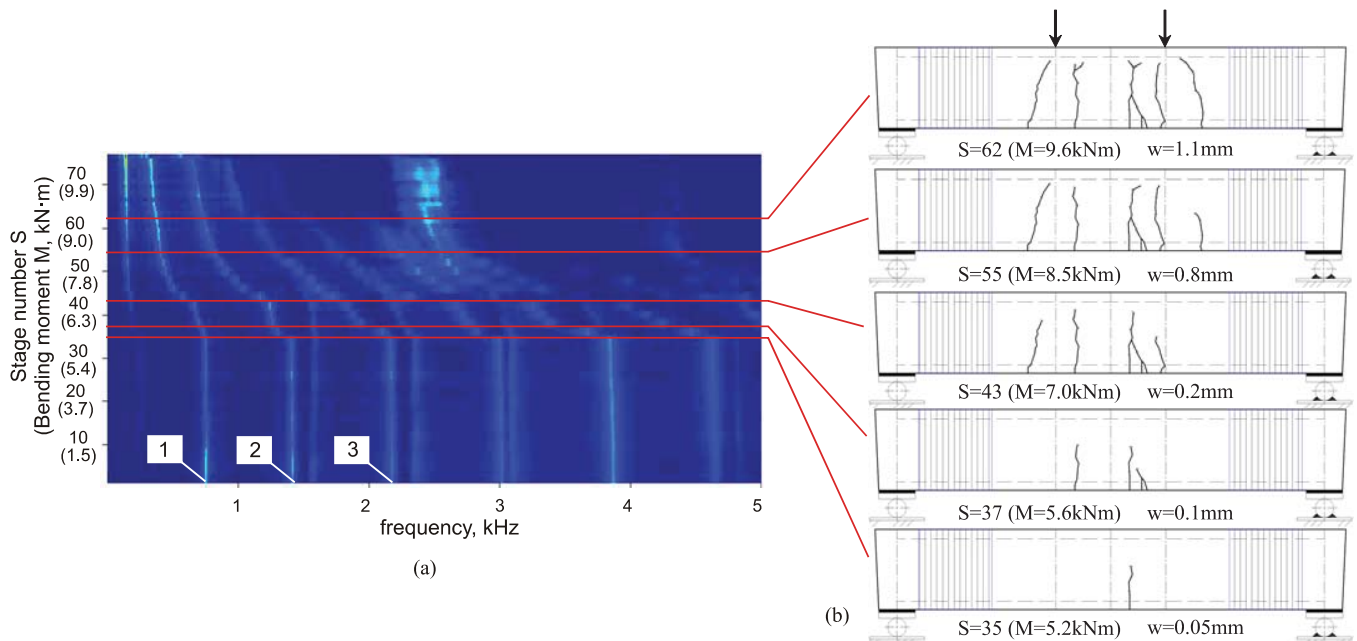 Stage number S
(Bending moment M, kN·m)
70
(9.9)
60
(9.0)
50
(7.8)
40
(6.3)
30
(5.4)
20
(3.7)
10
(1.5)
1
2
3
1
2
3
4
5
frequency, kHz
(a)
S=62 (M=9.6kNm) w=1.1mm
S=55 (M=8.5kNm) w=0.8mm
S=43 (M=7.0kNm) w=0.2mm
S=37 (M=5.6kNm) w=0.1mm
S=35 (M=5.2kNm) w=0.05mm
(b)